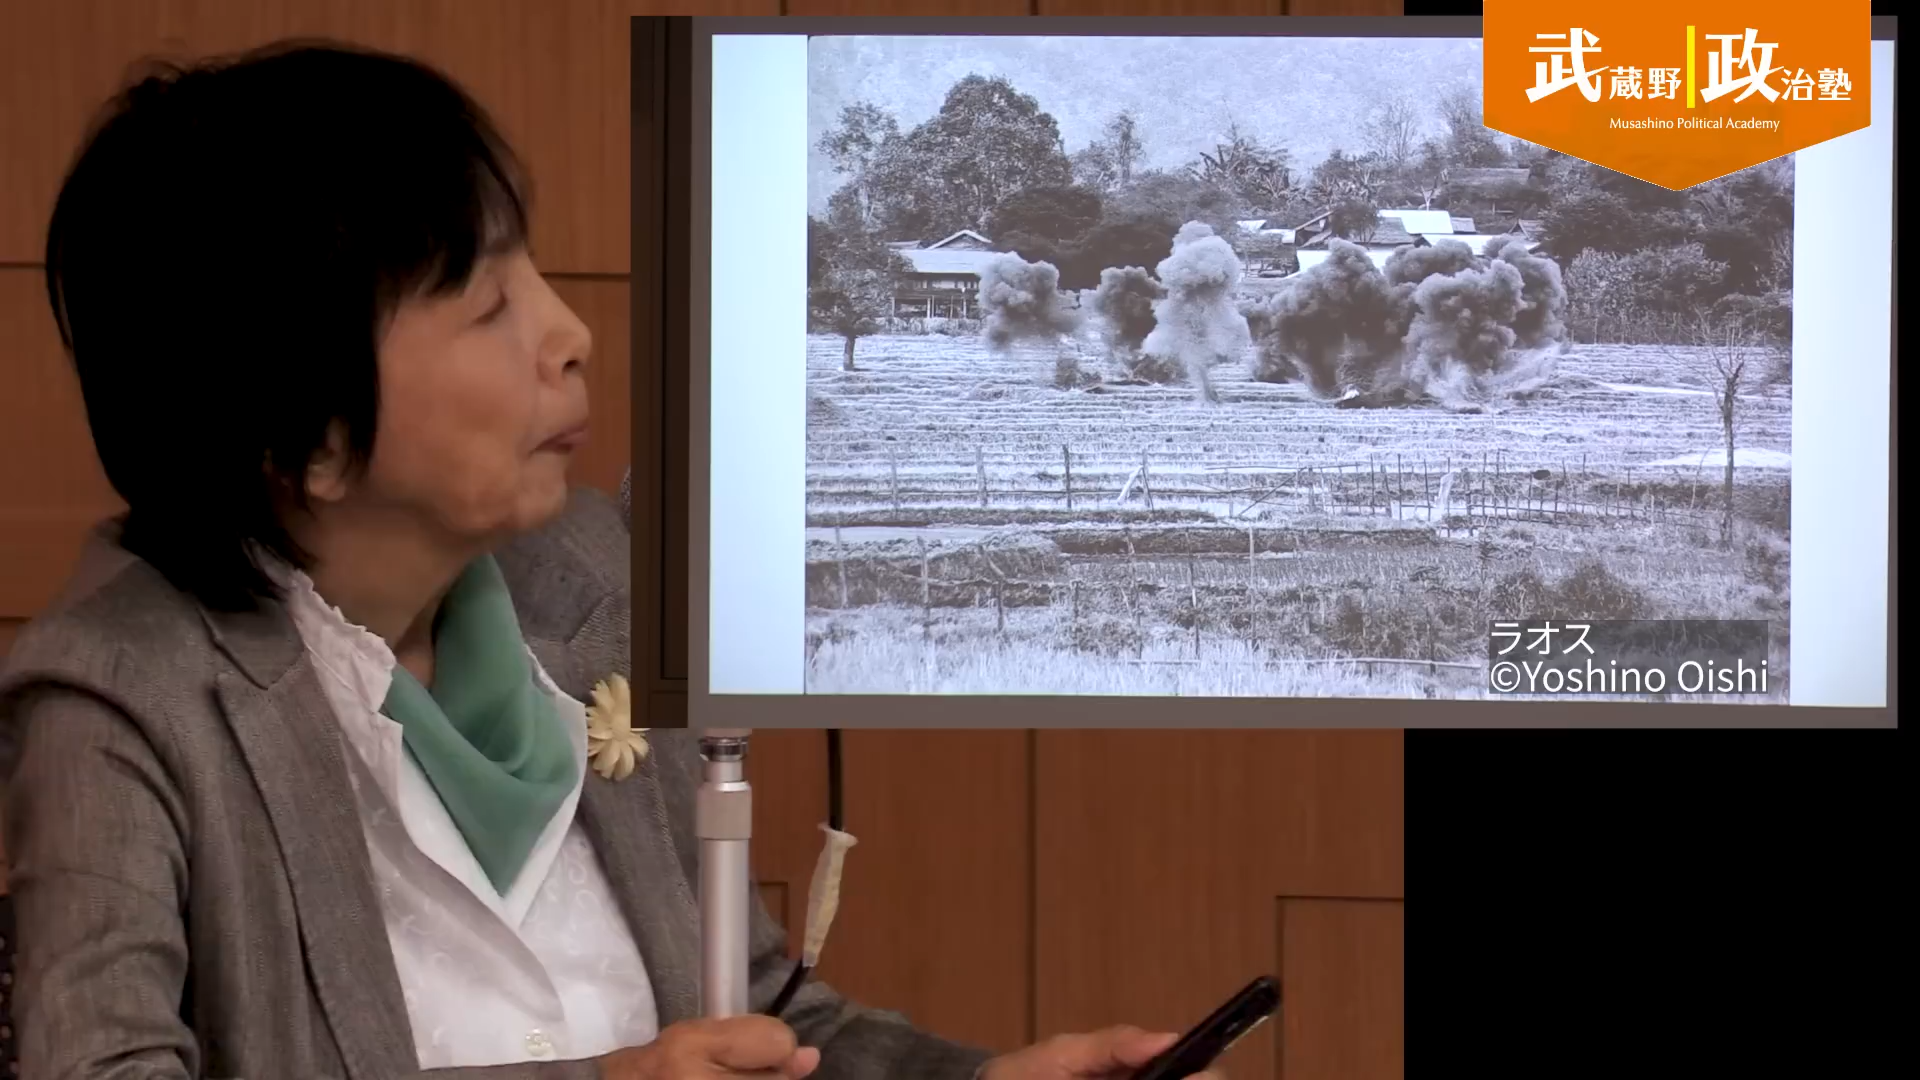 武蔵野政治塾
Musashino Political Academy
ラオス
©Yoshino Oishi